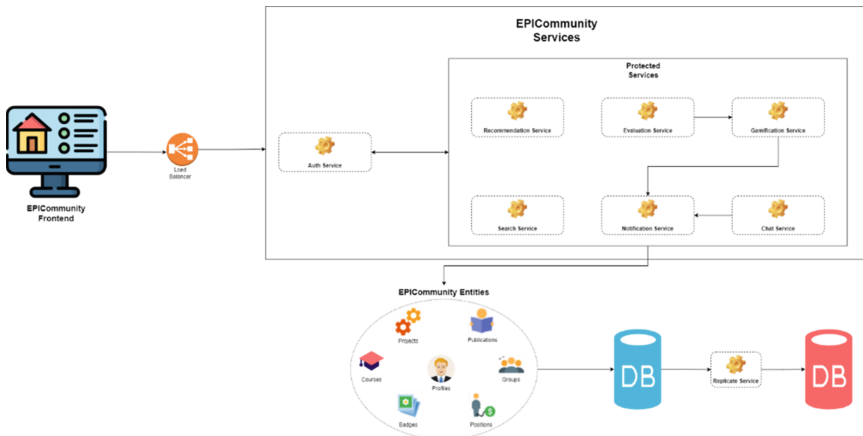 EPICommunity
Services
Protected
Services
Recommendation Service
Evaluation Service
Gamification Service
Auth Service
Load
Balancer
EPICommunity
Frontend
Search Service
Notification Service
Chat Service
EPICommunity Entities
Projects
Publications
Courses
Profiles
Groups
Badges
Positions
DB
Replicate Service
DB